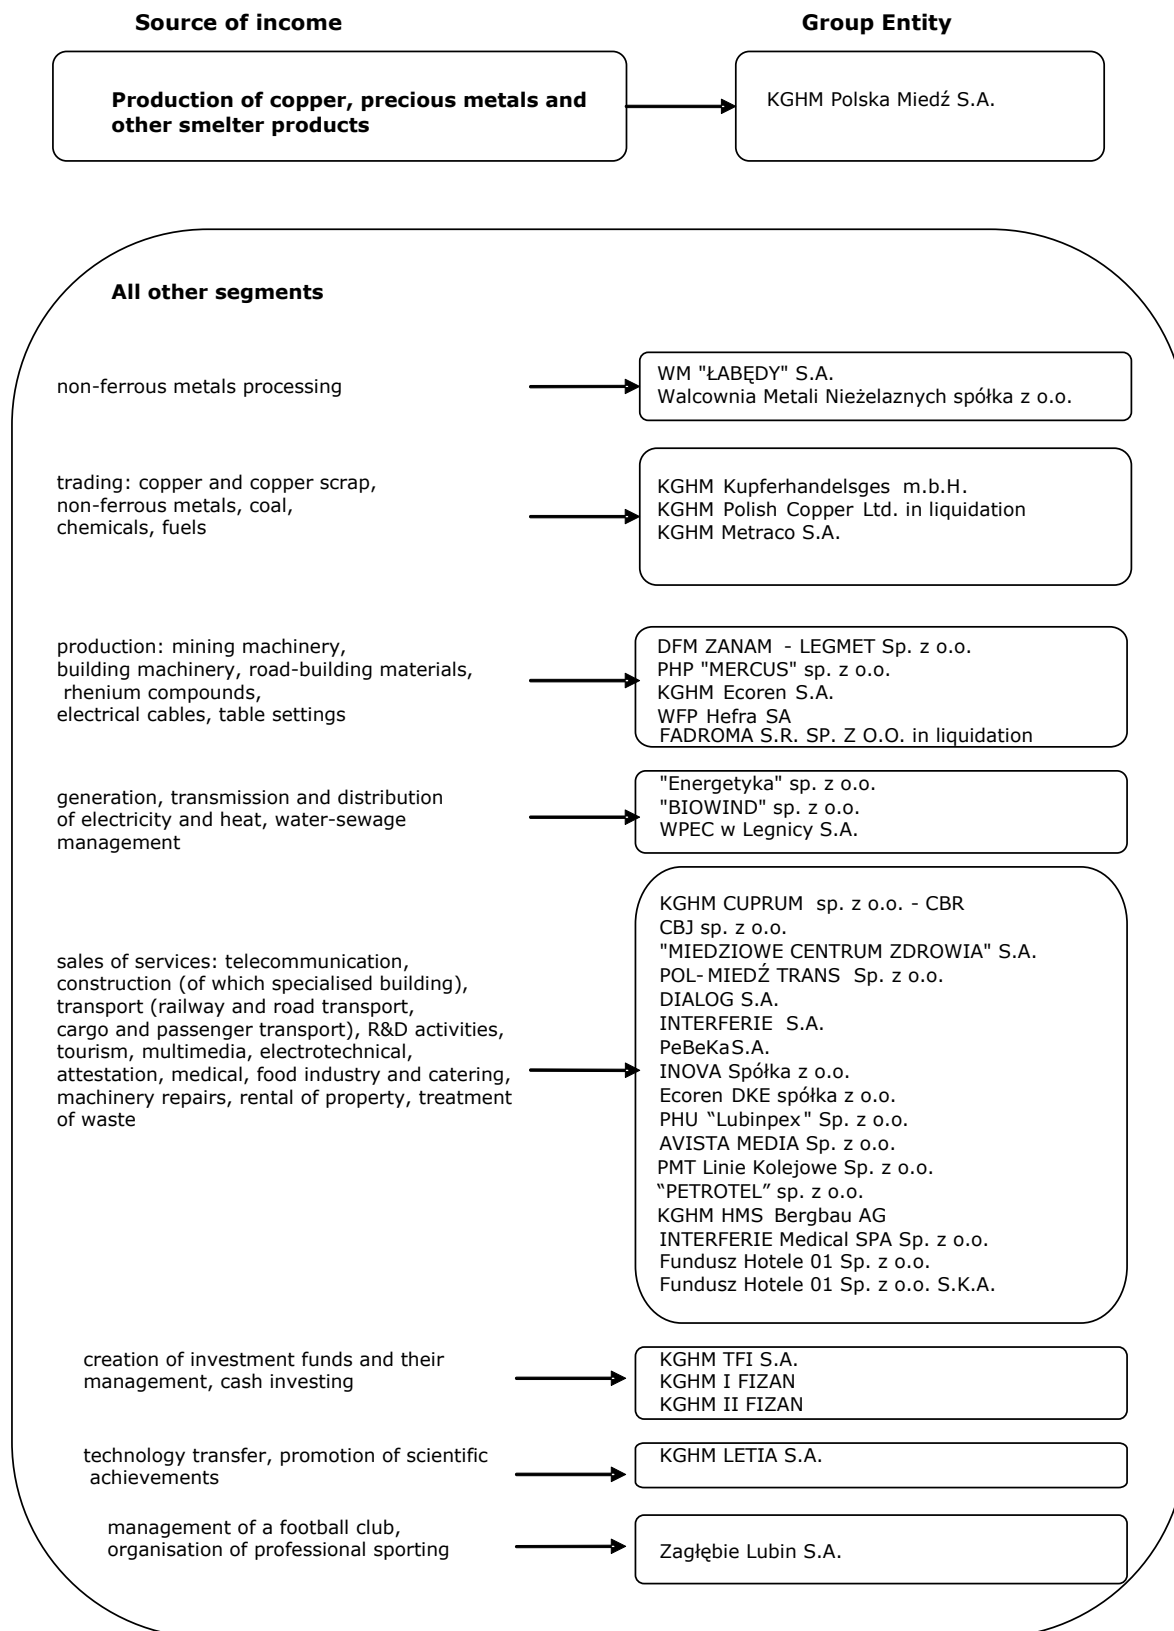 Source of income
Group Entity
Production of copper, precious metals and
other smelter products
KGHM Polska Miedź S.A.
All other segments
non-ferrous metals processing
WM "ŁABĘDY" S.A.
Walcownia Metali Nieżelaznych spółka z o.o.
trading: copper and copper scrap,
non-ferrous metals, coal,
chemicals, fuels
KGHM Kupferhandelsges m.b.H.
KGHM Polish Copper Ltd. in liquidation
KGHM Metraco S.A.
production: mining machinery,
building machinery, road-building materials,
rhenium compounds,
electrical cables, table settings
DFM ZANAM - LEGMET Sp. z o.o.
PHP "MERCUS" sp. z o.o.
KGHM Ecoren S.A.
WFP Hefra SA
FADROMA S.R. SP. Z O.O. in liquidation
generation, transmission and distribution
of electricity and heat, water-sewage
management
"Energetyka" sp. z o.o.
"BIOWIND" sp. z o.o.
WPEC w Legnicy S.A.
sales of services: telecommunication,
construction (of which specialised building),
transport (railway and road transport,
cargo and passenger transport), R&D activities,
tourism, multimedia, electrotechnical,
attestation, medical, food industry and catering,
machinery repairs, rental of property, treatment
of waste
KGHM CUPRUM sp. z o.o. - CBR
CBJ sp. z o.o.
"MIEDZIOWE CENTRUM ZDROWIA" S.A.
POL-MIEDŹ TRANS Sp. z o.o.
DIALOG S.A.
INTERFERIE S.A.
PeBeKaS.A.
INOVA Spółka z o.o.
Ecoren DKE spółka z o.o.
PHU “Lubinpex" Sp. z o.o.
AVISTA MEDIA Sp. z o.o.
PMT Linie Kolejowe Sp. z o.o.
“PETROTEL” sp. z o.o.
KGHM HMS Bergbau AG
INTERFERIE Medical SPA Sp. z o.o.
Fundusz Hotele 01 Sp. z o.o.
Fundusz Hotele 01 Sp. z o.o. S.K.A.
creation of investment funds and their
management, cash investing
KGHM TFI S.A.
KGHM I FIZAN
KGHM II FIZAN
technology transfer, promotion of scientific
achievements
KGHM LETIA S.A.
management of a football club,
organisation of professional sporting
Zagłębie Lubin S.A.